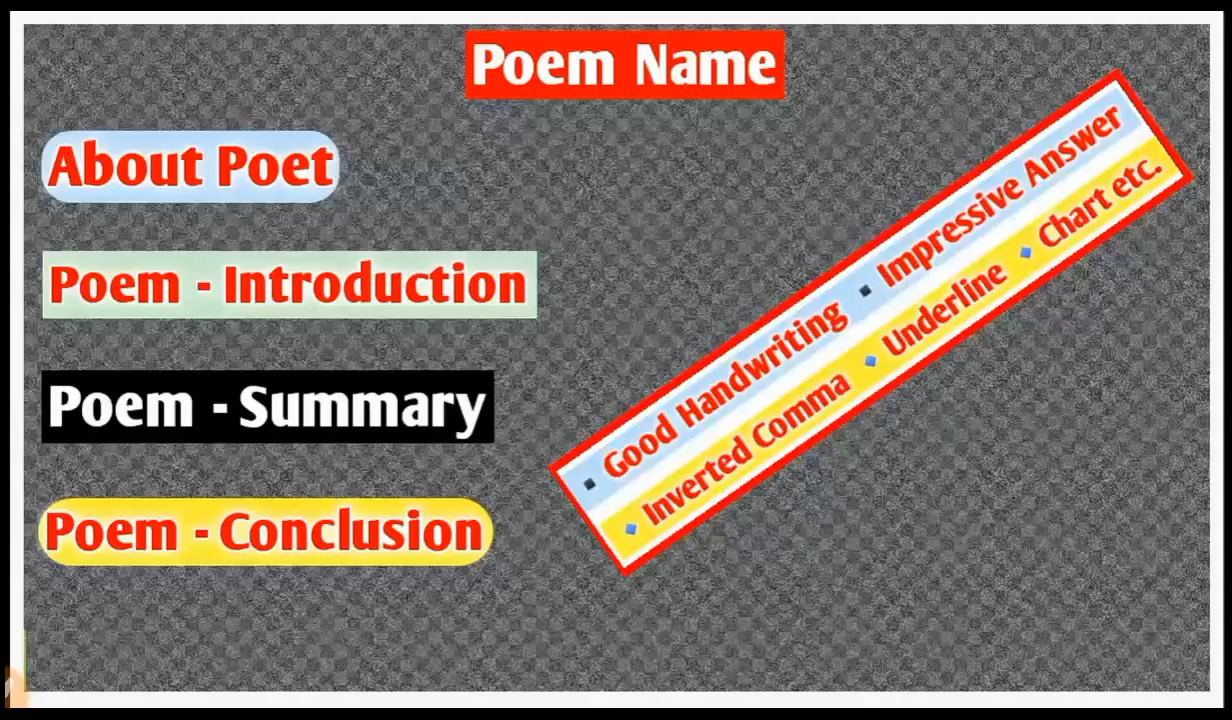 Poem Name
About Poet
Poem - Introduction
Poem - Summary
Poem - Conclusion
▪ Good Handwriting ▪ Impressive Answer
🔹 Inverted Comma 🔹 Underline 🔹 Chart etc.